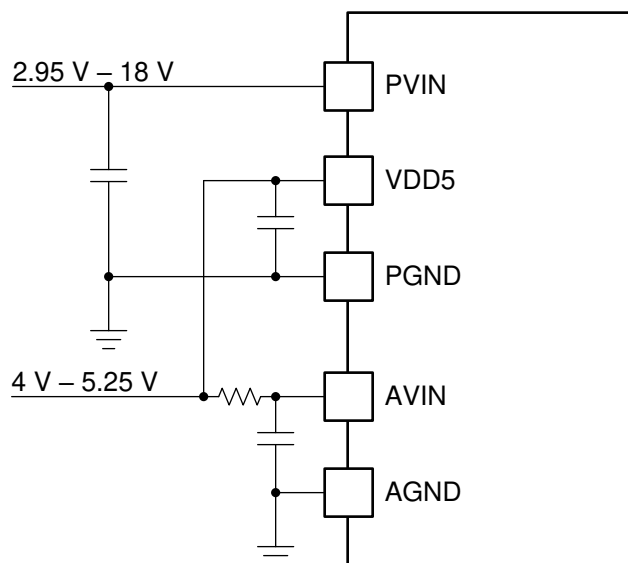 2.95 V – 18 V
PVIN
VDD5
PGND
4 V – 5.25 V
AVIN
AGND